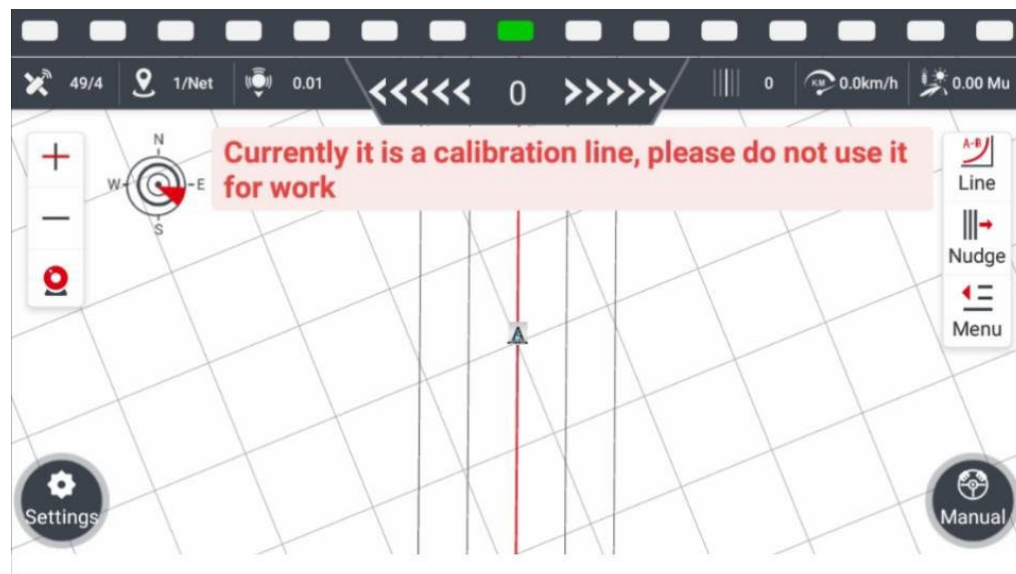 49/4
1/Net
0.01
<<<<< 0 >>>>>
0
KM
0.0km/h
0.00 Mu
Currently it is a calibration line, please do not use it
for work
N
W
E
S
A-B
Line
Nudge
Menu
Settings
Manual